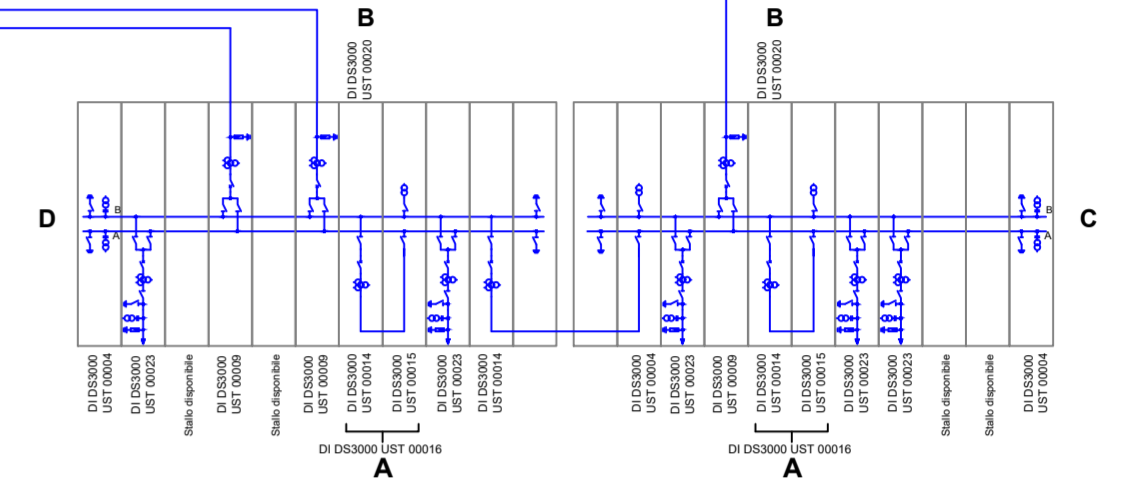 B
B
DI DS3000
UST 00020
DI DS3000
UST 00020
D
B
A
B
A
C
DI DS3000
UST 00004
DI DS3000
UST 00023
Stallo disponibile
DI DS3000
UST 00009
Stallo disponibile
DI DS3000
UST 00009
DI DS3000
UST 00014
DI DS3000
UST 00015
DI DS3000
UST 00023
DI DS3000
UST 00014
DI DS3000
UST 00004
DI DS3000
UST 00023
DI DS3000
UST 00009
DI DS3000
UST 00014
DI DS3000
UST 00015
DI DS3000
UST 00023
DI DS3000
UST 00023
Stallo disponibile
Stallo disponibile
DI DS3000
UST 00004
DI DS3000 UST 00016
DI DS3000 UST 00016
A
A